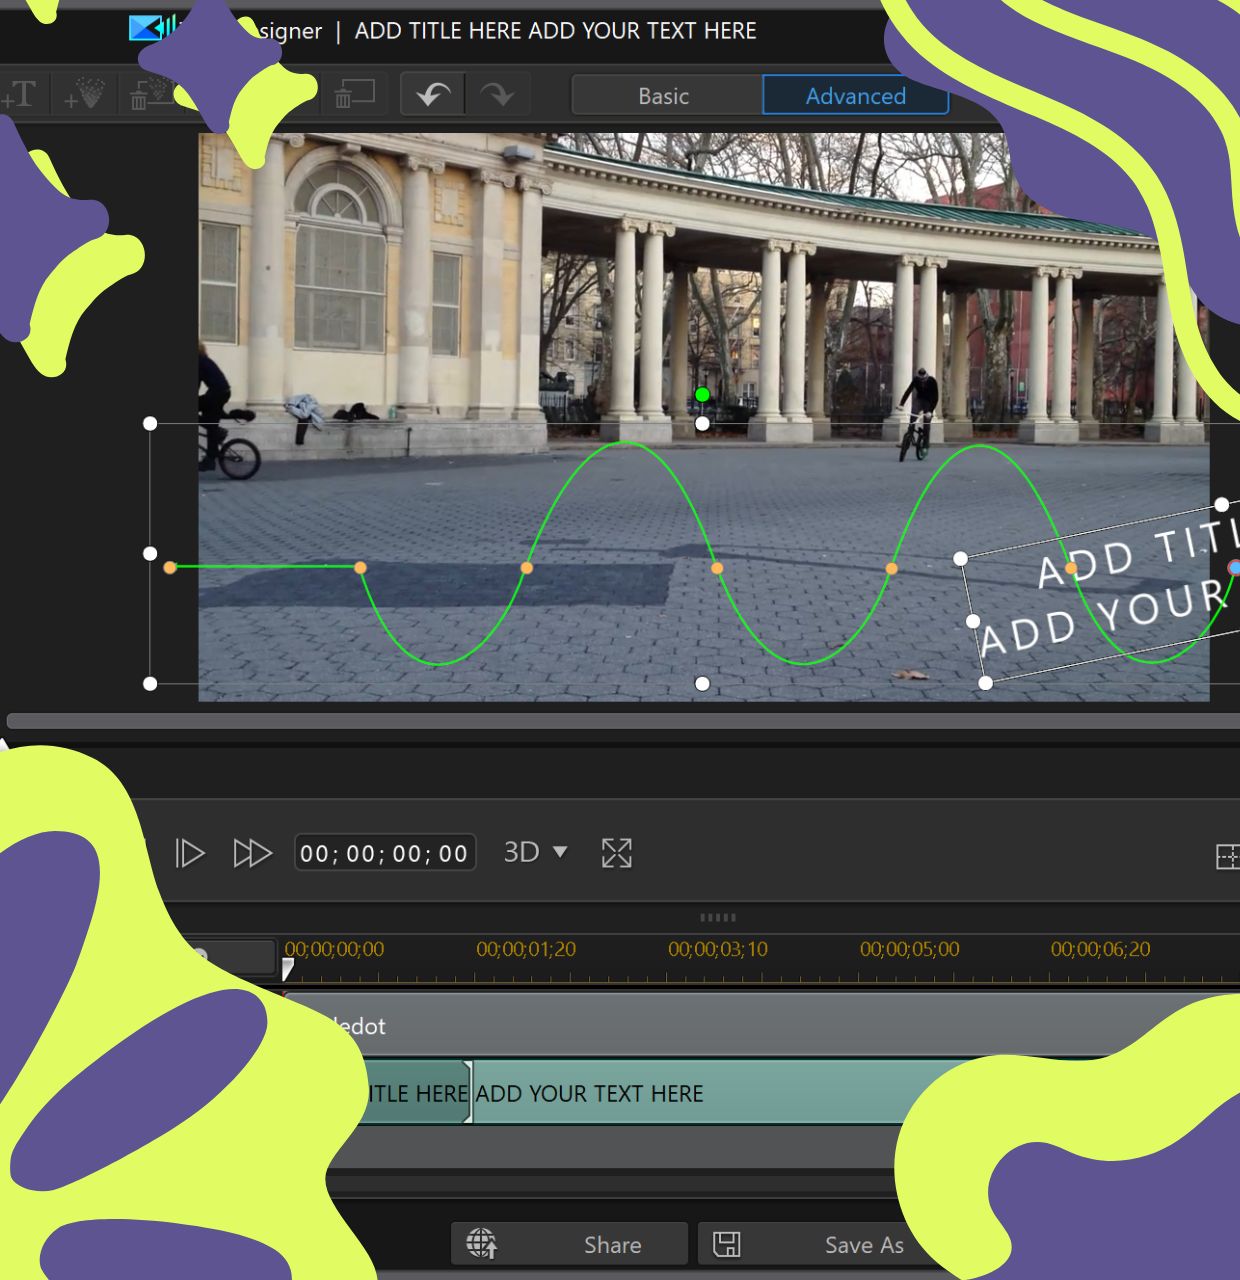 signer | ADD TITLE HERE ADD YOUR TEXT HERE
+T
Basic
Advanced
ADD TITL
ADD YOUR
00;00;00;00
3D
00;00;00;00
00;00;01;20
00;00;03;10
00;00;05;00
00;00;06;20
edot
ITLE HERE ADD YOUR TEXT HERE
Share
Save As